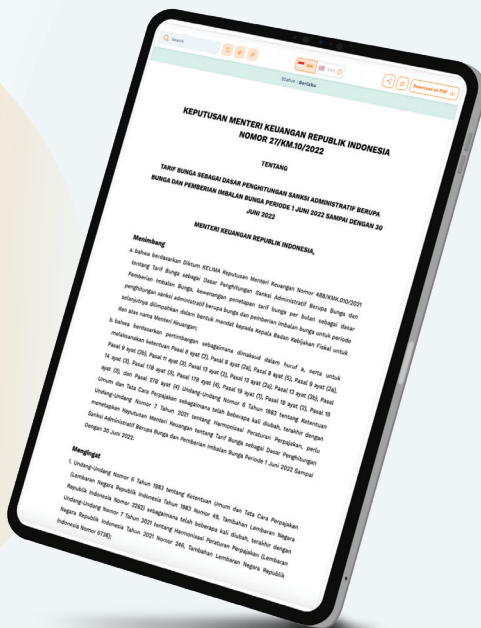 Search
IDN
ENG
Download as PDF
Status : Berlaku
KEPUTUSAN MENTERI KEUANGAN REPUBLIK INDONESIA
NOMOR 27/KM.10/2022
TENTANG
TARIF BUNGA SEBAGAI DASAR PENGHITUNGAN SANKSI ADMINISTRATIF BERUPA
BUNGA DAN PEMBERIAN IMBALAN BUNGA PERIODE 1 JUNI 2022 SAMPAI DENGAN 30
JUNI 2022
MENTERI KEUANGAN REPUBLIK INDONESIA,
Menimbang
a. bahwa berdasarkan Diktum KELIMA Keputusan Menteri Keuangan Nomor 488/KMK.010/2021
tentang Tarif Bunga sebagai Dasar Penghitungan Sanksi Administratif Berupa Bunga dan
Pemberian Imbalan Bunga, kewenangan penetapan tarif bunga per bulan sebagai dasar
penghitungan sanksi administratif berupa bunga dan pemberian imbalan bunga untuk periode
selanjutnya dilimpahkan dalam bentuk mandat kepada Kepala Badan Kebijakan Fiskal untuk
dan atas nama Menteri Keuangan;
b. bahwa berdasarkan pertimbangan sebagaimana dimaksud dalam huruf a, serta untuk
melaksanakan ketentuan Pasal 8 ayat (2), Pasal 8 ayat (2a), Pasal 8 ayat (5), Pasal 9 ayat (2a),
Pasal 9 ayat (2b), Pasal 11 ayat (3), Pasal 13 ayat (2), Pasal 13 ayat (2a), Pasal 13 ayat (3b), Pasal
14 ayat (3), Pasal 17B ayat (3), Pasal 17B ayat (4), Pasal 19 ayat (1), Pasal 19 ayat (2), Pasal 19
ayat (3), dan Pasal 27B ayat (4) Undang-Undang Nomor 6 Tahun 1983 tentang Ketentuan
Umum dan Tata Cara Perpajakan sebagaimana telah beberapa kali diubah, terakhir dengan
Undang-Undang Nomor 7 Tahun 2021 tentang Harmonisasi Peraturan Perpajakan, perlu
menetapkan Keputusan Menteri Keuangan tentang Tarif Bunga sebagai Dasar Penghitungan
Sanksi Administratif Berupa Bunga dan Pemberian Imbalan Bunga Periode 1 Juni 2022 Sampai
Dengan 30 Juni 2022.
Mengingat
1. Undang-Undang Nomor 6 Tahun 1983 tentang Ketentuan Umum dan Tata Cara Perpajakan
(Lembaran Negara Republik Indonesia Tahun 1983 Nomor 49, Tambahan Lembaran Negara
Republik Indonesia Nomor 3262) sebagaimana telah beberapa kali diubah, terakhir dengan
Undang-Undang Nomor 7 Tahun 2021 tentang Harmonisasi Peraturan Perpajakan (Lembaran
Negara Republik Indonesia Tahun 2021 Nomor 246, Tambahan Lembaran Negara Republik
Indonesia Nomor 6736);